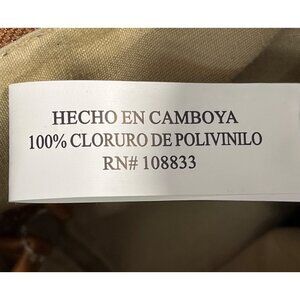 HECHO EN CAMBOYA
100% CLORURO DE POLIVINILO
RN# 108833